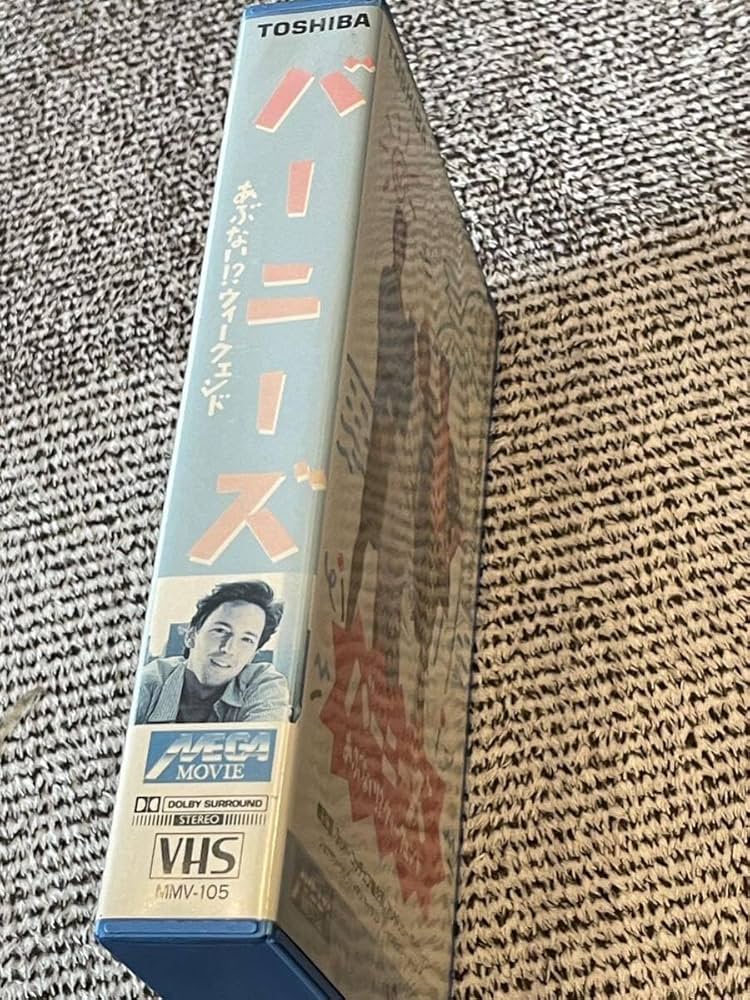 TOSHIBA
バーニーズ
あぶない!?ウィークエンド
MEGA
MOVIE
DOLBY SURROUND
STEREO
VHS
MMV-105